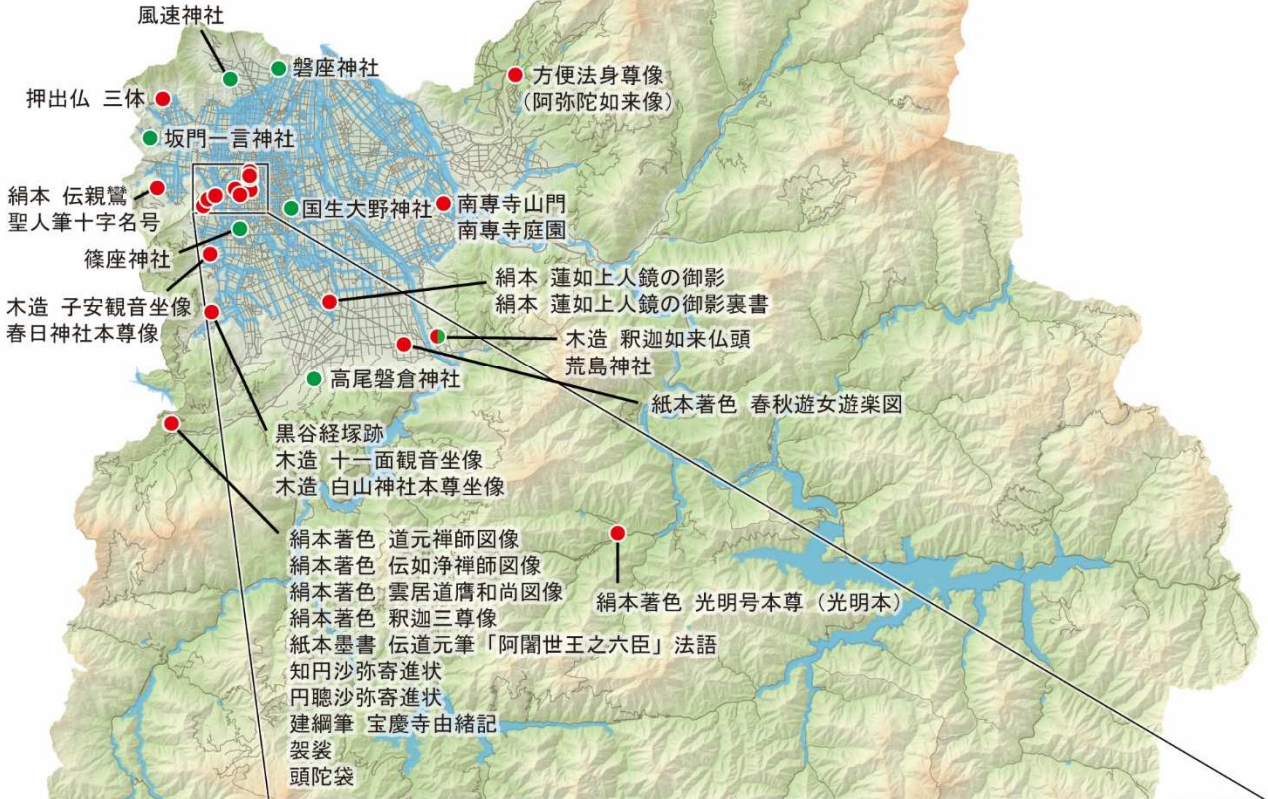 風速神社
磐座神社
押出仏 三体
方便法身尊像
（阿弥陀如来像）
坂門一言神社
絹本 伝親鸞
聖人筆十字名号
国生大野神社
南専寺山門
南専寺庭園
篠座神社
木造 子安観音坐像
春日神社本尊像
絹本 蓮如上人鏡の御影
絹本 蓮如上人鏡の御影裏書
木造 釈迦如来仏頭
荒島神社
高尾磐倉神社
紙本著色 春秋遊女遊楽図
黒谷経塚跡
木造 十一面観音坐像
木造 白山神社本尊坐像
絹本著色 道元禅師図像
絹本著色 伝如浄禅師図像
絹本著色 雲居道膺和尚図像
絹本著色 釈迦三尊像
紙本墨書 伝道元筆「阿闍世王之六臣」法語
知円沙弥寄進状
円聰沙弥寄進状
建綱筆 宝慶寺由緒記
袈裟
頭陀袋
絹本著色 光明号本尊（光明本）